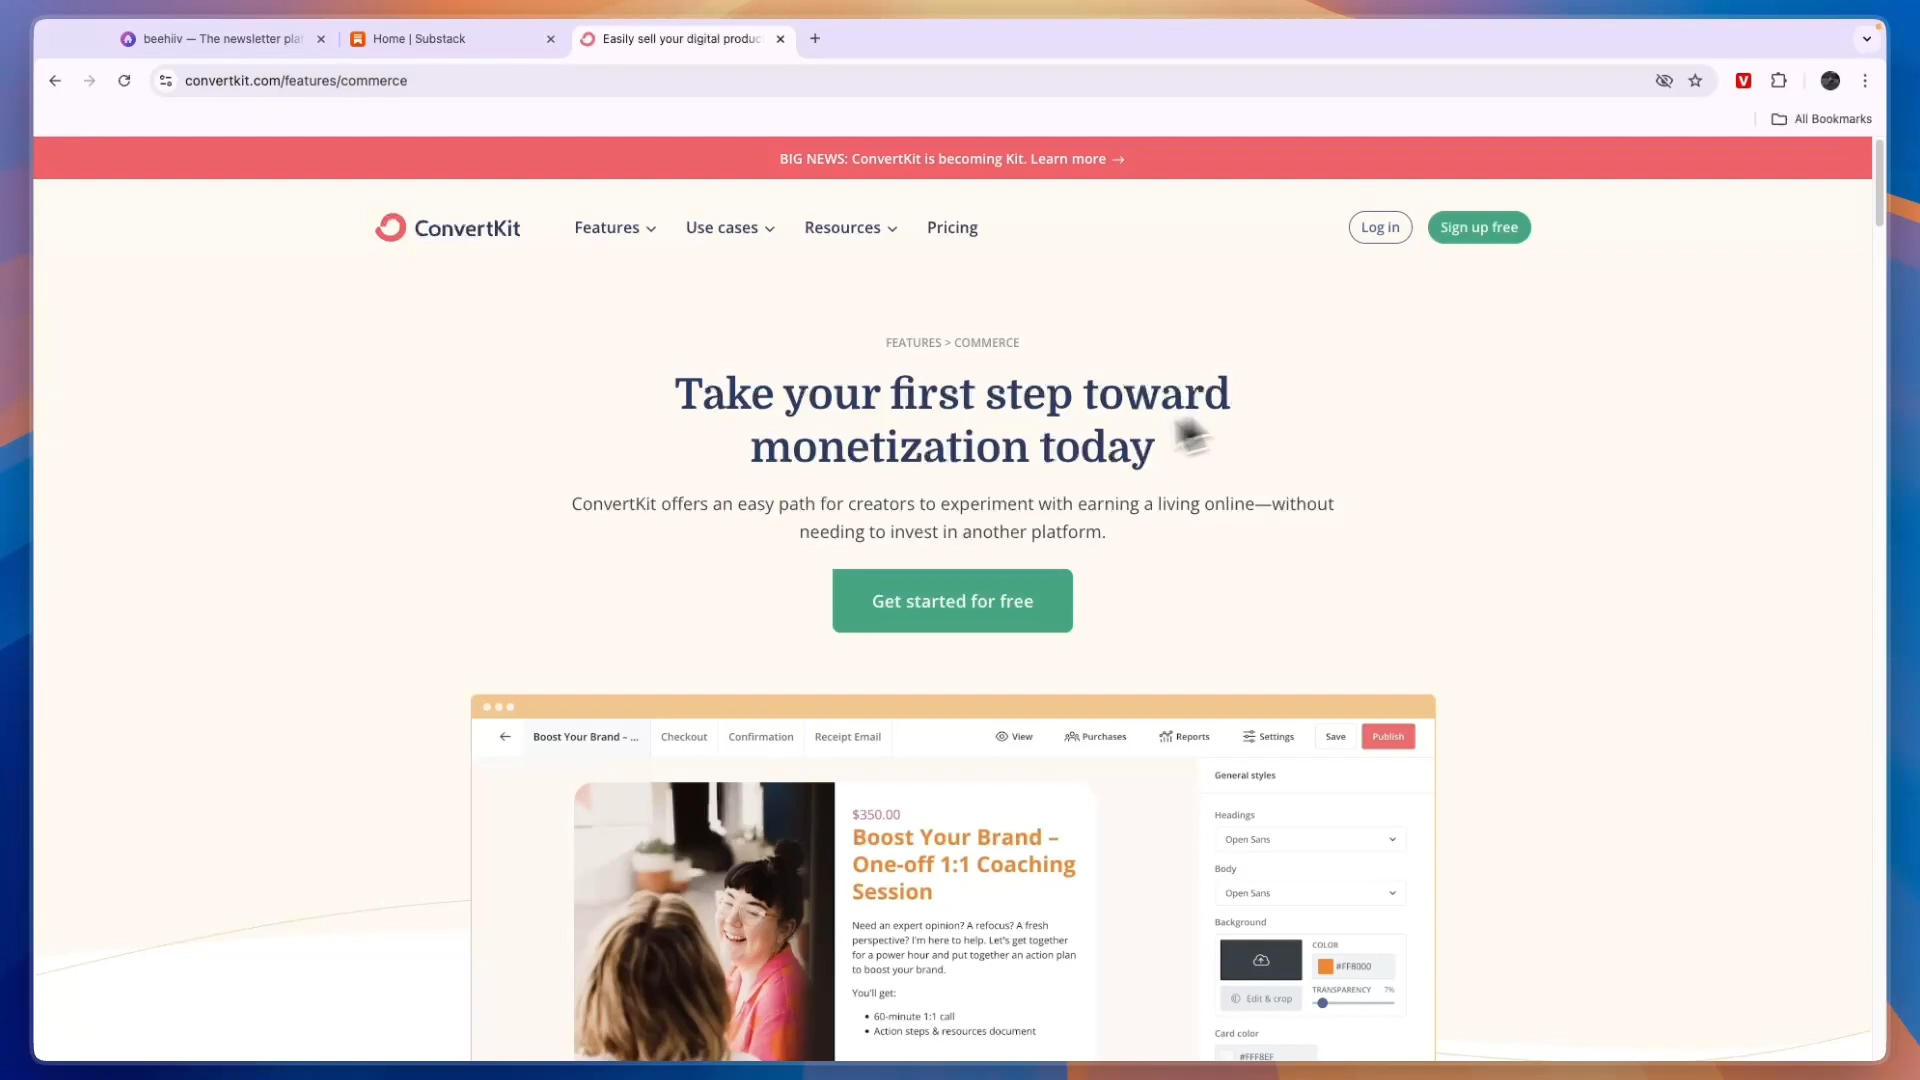 beehiiv — The newsletter plat
Home | Substack
Easily sell your digital produc
convertkit.com/features/commerce
All Bookmarks
BIG NEWS: ConvertKit is becoming Kit. Learn more →
ConvertKit
Features
Use cases
Resources
Pricing
Log in
Sign up free
FEATURES > COMMERCE
Take your first step toward
monetization today
ConvertKit offers an easy path for creators to experiment with earning a living online—without
needing to invest in another platform.
Get started for free
Boost Your Brand – ...
Checkout
Confirmation
Receipt Email
View
Purchases
Reports
Settings
Save
Publish
$350.00
Boost Your Brand –
One-off 1:1 Coaching
Session
Need an expert opinion? A refocus? A fresh
perspective? I'm here to help. Let's get together
for a power hour and put together an action plan
to boost your brand.
You'll get:
• 60-minute 1:1 call
• Action steps & resources document
General styles
Headings
Open Sans
Body
Open Sans
Background
COLOR
#FF8000
Edit & crop
TRANSPARENCY 7%
Card color
#FFF8EF